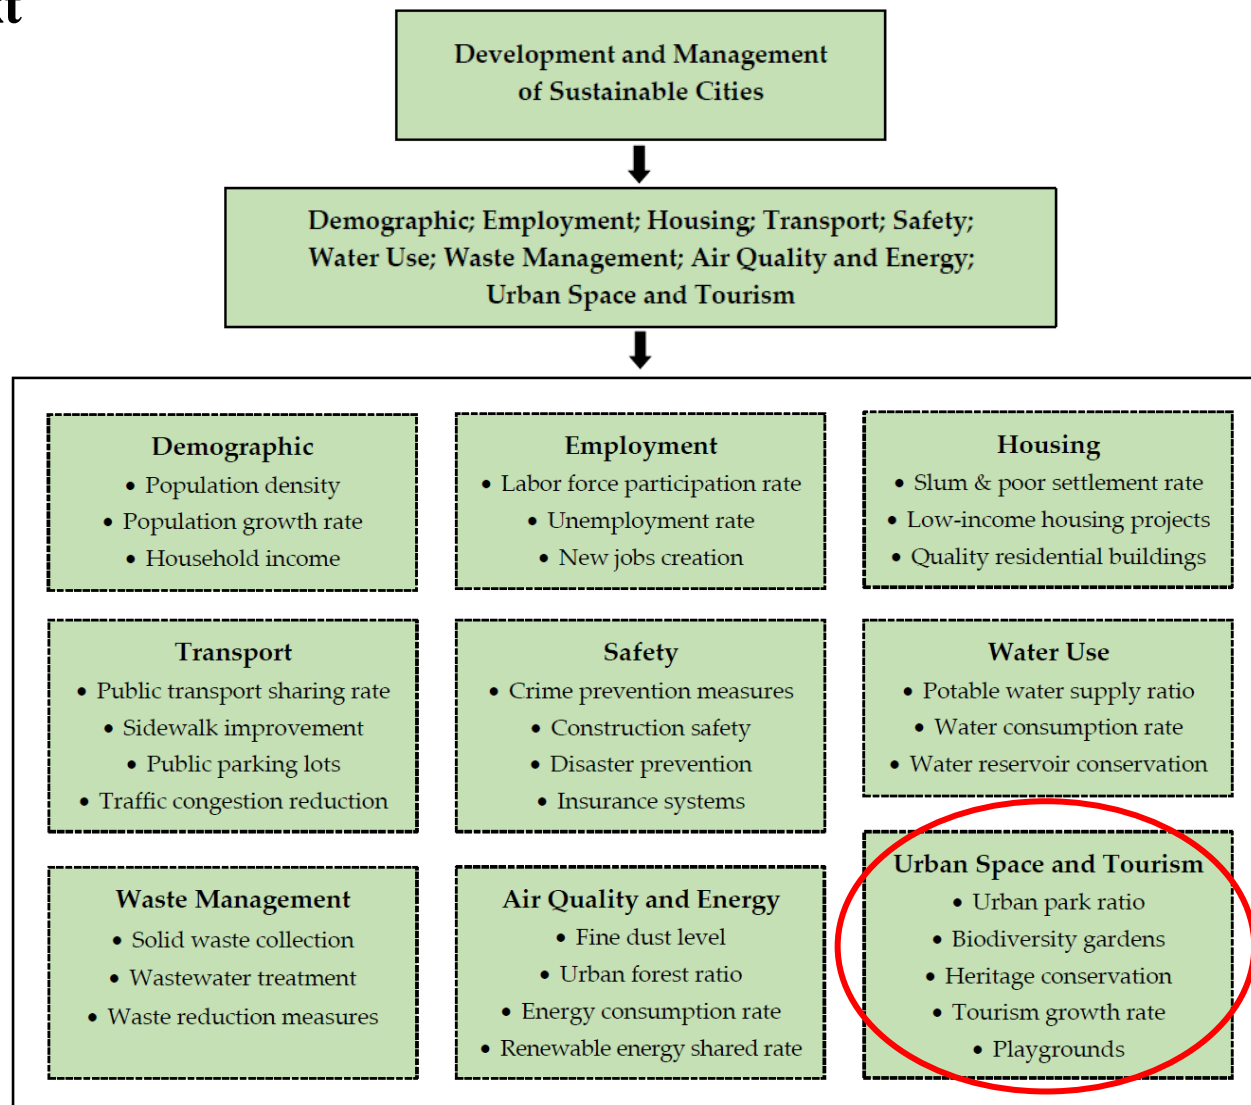 Development and Management
of Sustainable Cities
Demographic; Employment; Housing; Transport; Safety;
Water Use; Waste Management; Air Quality and Energy;
Urban Space and Tourism
Demographic
• Population density
• Population growth rate
• Household income
Employment
• Labor force participation rate
• Unemployment rate
• New jobs creation
Housing
• Slum & poor settlement rate
• Low-income housing projects
• Quality residential buildings
Transport
• Public transport sharing rate
• Sidewalk improvement
• Public parking lots
• Traffic congestion reduction
Safety
• Crime prevention measures
• Construction safety
• Disaster prevention
• Insurance systems
Water Use
• Potable water supply ratio
• Water consumption rate
• Water reservoir conservation
Waste Management
• Solid waste collection
• Wastewater treatment
• Waste reduction measures
Air Quality and Energy
• Fine dust level
• Urban forest ratio
• Energy consumption rate
• Renewable energy shared rate
Urban Space and Tourism
• Urban park ratio
• Biodiversity gardens
• Heritage conservation
• Tourism growth rate
• Playgrounds